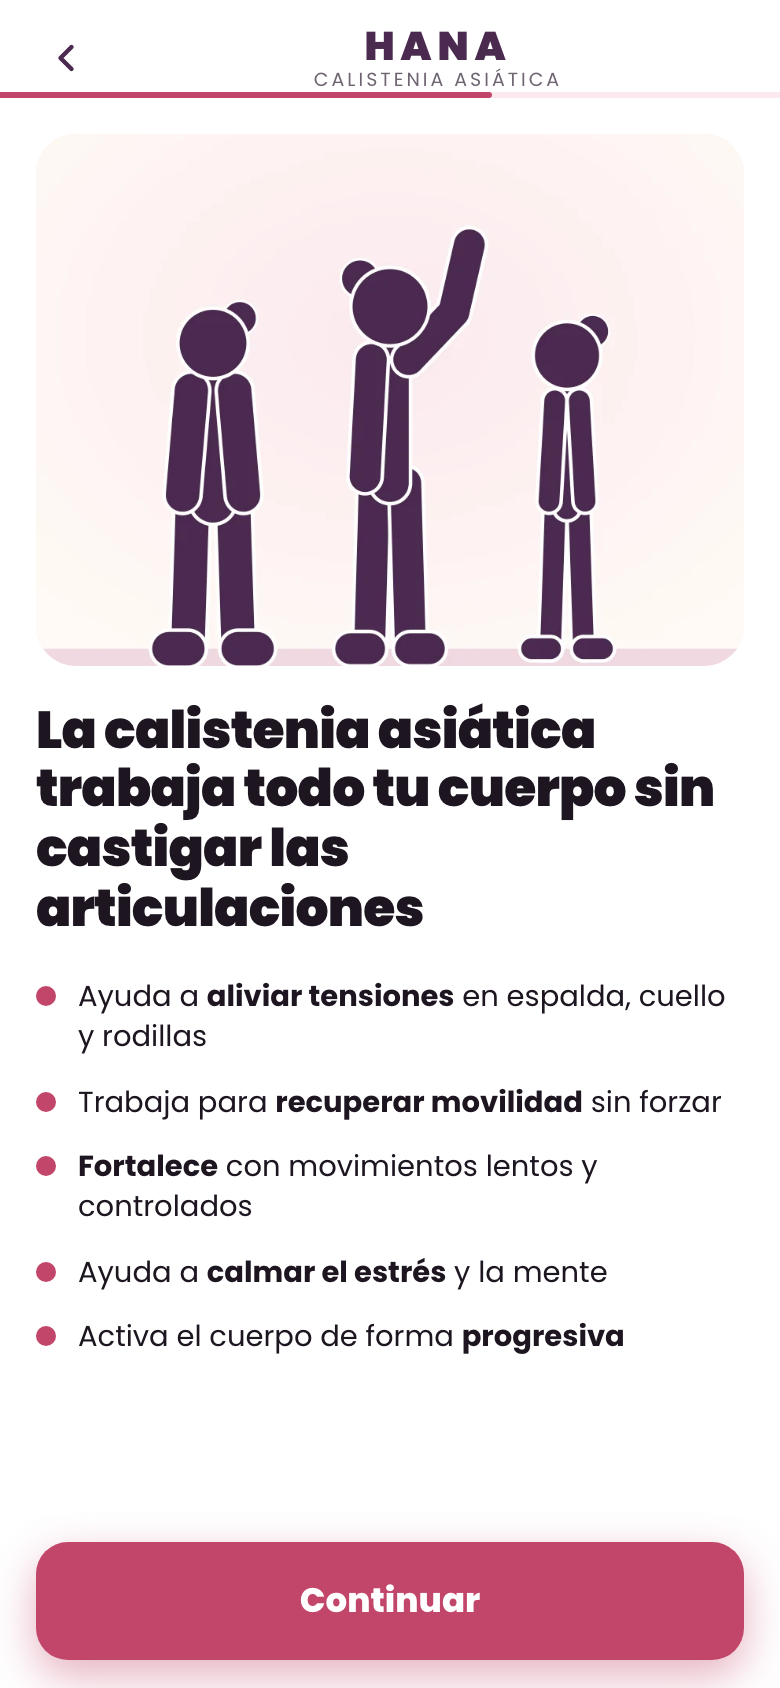 HANA
CALISTENIA ASIÁTICA
La calistenia asiática
trabaja todo tu cuerpo sin
castigar las
articulaciones
Ayuda a aliviar tensiones en espalda, cuello
y rodillas
Trabaja para recuperar movilidad sin forzar
Fortalece con movimientos lentos y
controlados
Ayuda a calmar el estrés y la mente
Activa el cuerpo de forma progresiva
Continuar